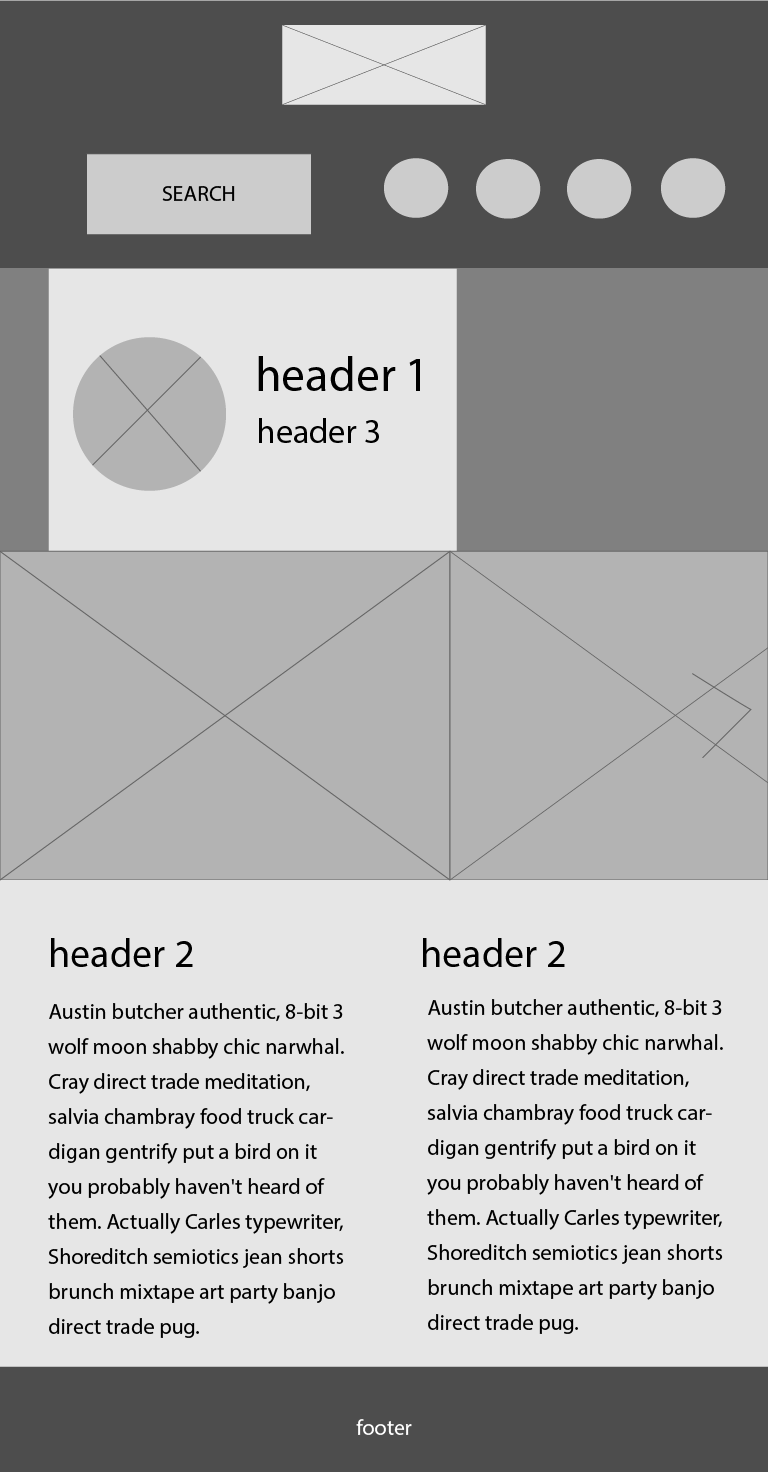 SEARCH
header 1
header 3
header 2
Austin butcher authentic, 8-bit 3
wolf moon shabby chic narwhal.
Cray direct trade meditation,
salvia chambray food truck car-
digan gentrify put a bird on it
you probably haven't heard of
them. Actually Carles typewriter,
Shoreditch semiotics jean shorts
brunch mixtape art party banjo
direct trade pug.
header 2
Austin butcher authentic, 8-bit 3
wolf moon shabby chic narwhal.
Cray direct trade meditation,
salvia chambray food truck car-
digan gentrify put a bird on it
you probably haven't heard of
them. Actually Carles typewriter,
Shoreditch semiotics jean shorts
brunch mixtape art party banjo
direct trade pug.
footer